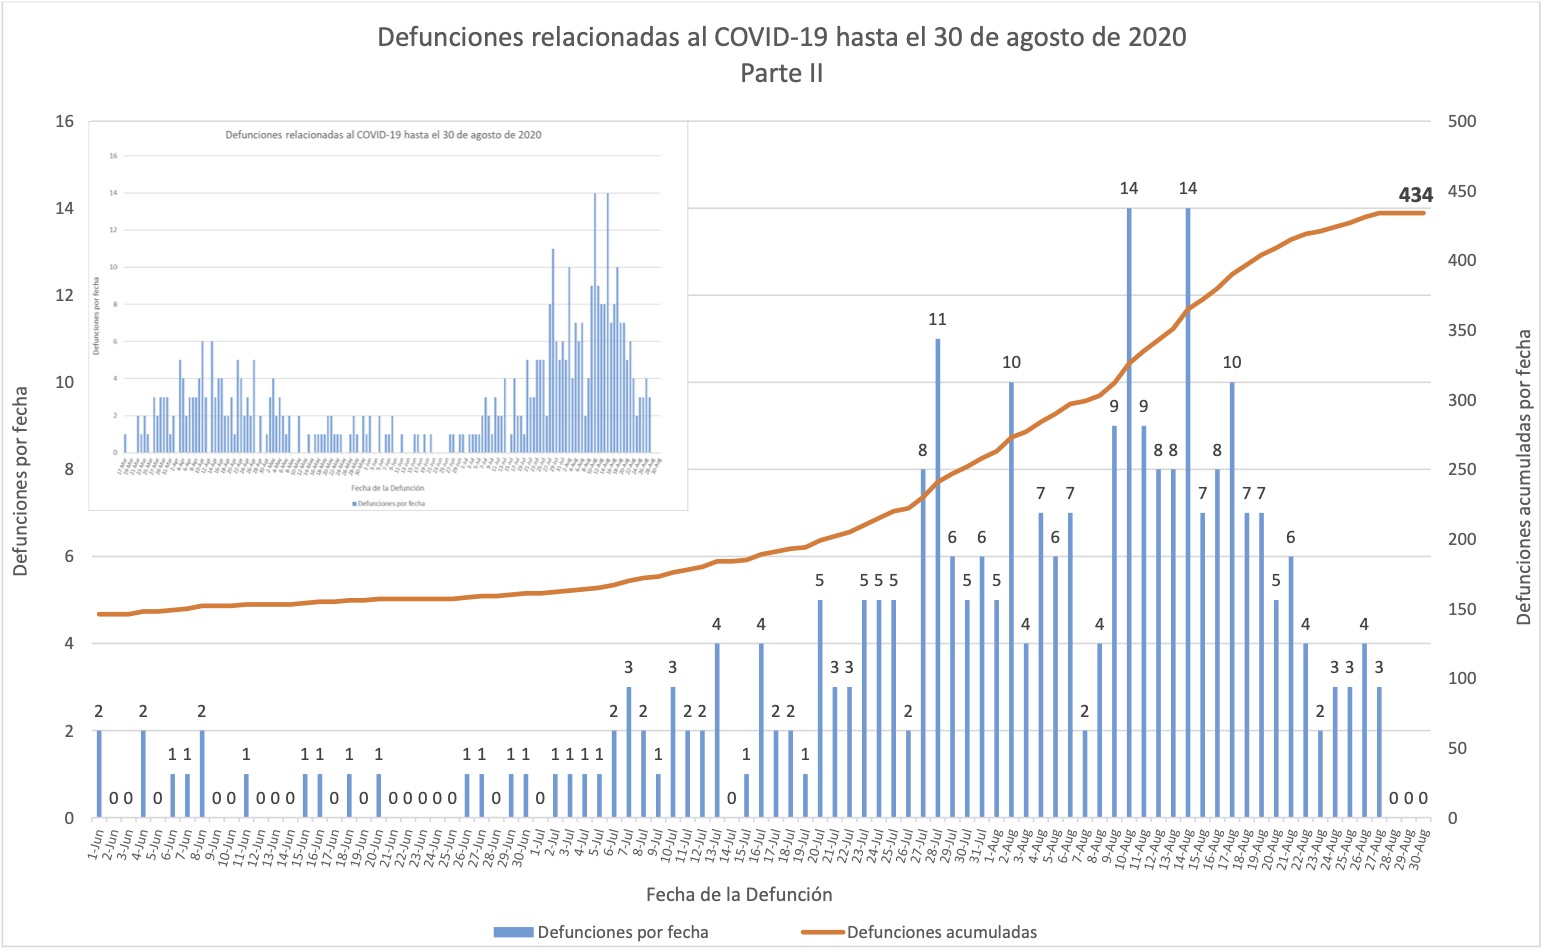 Defunciones relacionadas al COVID-19 hasta el 30 de agosto de 2020
Parte II
Defunciones por fecha
16
14
12
10
8
6
4
2
0
Defunciones relacionadas al COVID-19 hasta el 30 de agosto de 2020
Defunciones por fecha
16
14
12
10
8
6
4
2
0
Fecha de la Defunción
Defunciones por fecha
2 0 0 2 0 1 1 2 0 0 1 0 0 0 1 1 0 1 0 1 0 0 0 0 0 1 1 0 1 1 0 1 1 1 1 2 3 2 1 3 2 2 4 0 1 4 2 2 1 5 3 3 5 5 5 2 8 11 6 5 6 5 10 4 7 6 7 2 4 9 14 9 8 8 14 7 8 10 7 7 5 6 4 2 3 3 4 3 0 0 0
434
500
450
400
350
300
250
200
150
100
50
0
Defunciones acumuladas por fecha
1-Jun 2-Jun 3-Jun 4-Jun 5-Jun 6-Jun 7-Jun 8-Jun 9-Jun 10-Jun 11-Jun 12-Jun 13-Jun 14-Jun 15-Jun 16-Jun 17-Jun 18-Jun 19-Jun 20-Jun 21-Jun 22-Jun 23-Jun 24-Jun 25-Jun 26-Jun 27-Jun 28-Jun 29-Jun 30-Jun 1-Jul 2-Jul 3-Jul 4-Jul 5-Jul 6-Jul 7-Jul 8-Jul 9-Jul 10-Jul 11-Jul 12-Jul 13-Jul 14-Jul 15-Jul 16-Jul 17-Jul 18-Jul 19-Jul 20-Jul 21-Jul 22-Jul 23-Jul 24-Jul 25-Jul 26-Jul 27-Jul 28-Jul 29-Jul 30-Jul 31-Jul 1-Aug 2-Aug 3-Aug 4-Aug 5-Aug 6-Aug 7-Aug 8-Aug 9-Aug 10-Aug 11-Aug 12-Aug 13-Aug 14-Aug 15-Aug 16-Aug 17-Aug 18-Aug 19-Aug 20-Aug 21-Aug 22-Aug 23-Aug 24-Aug 25-Aug 26-Aug 27-Aug 28-Aug 29-Aug 30-Aug
Fecha de la Defunción
Defunciones por fecha Defunciones acumuladas